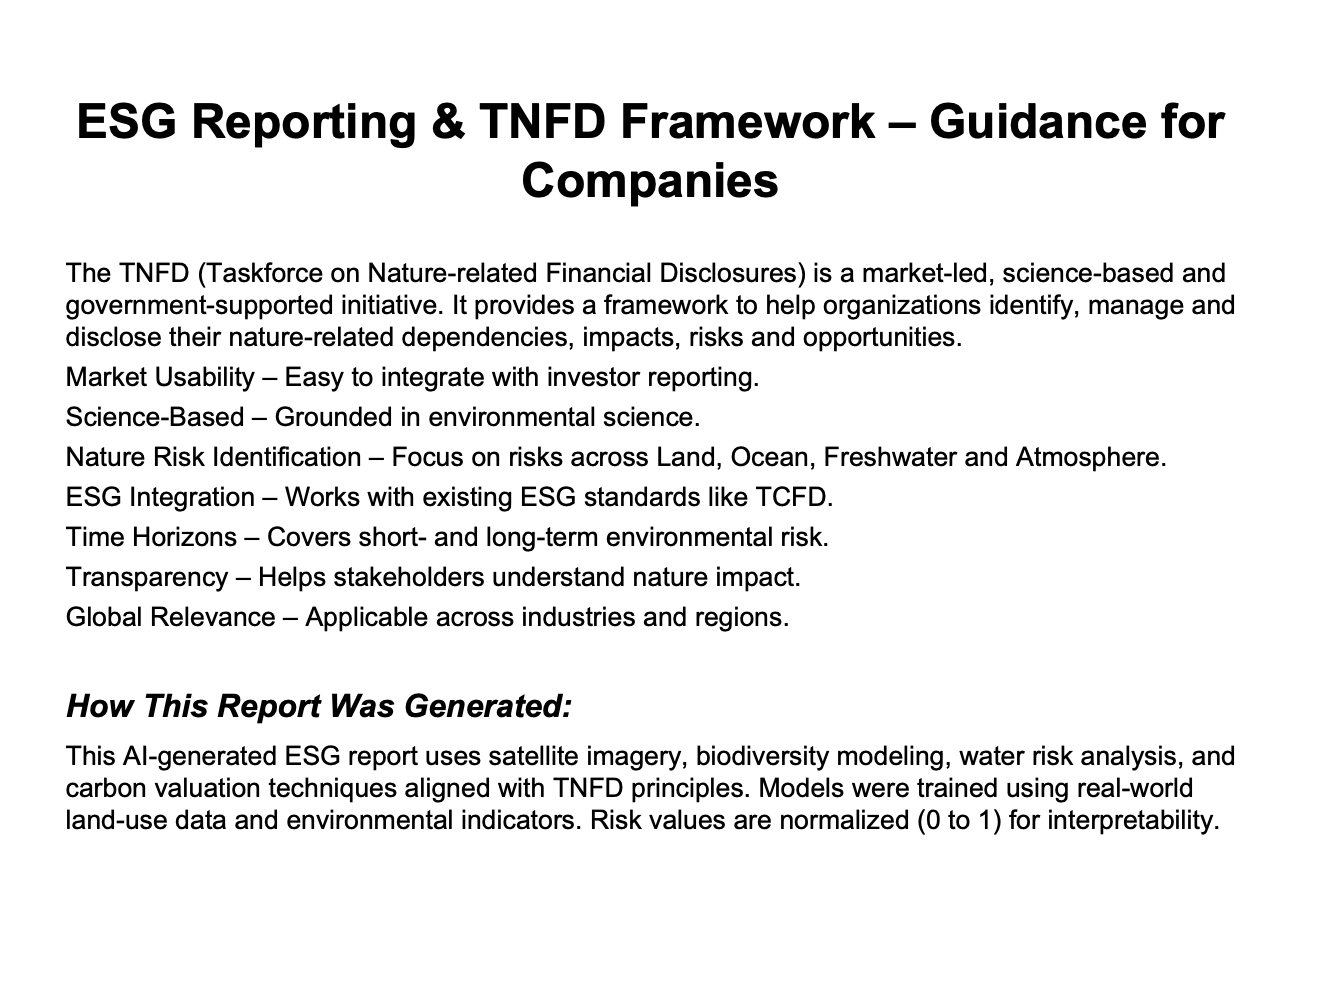 ESG Reporting & TNFD Framework – Guidance for
Companies
The TNFD (Taskforce on Nature-related Financial Disclosures) is a market-led, science-based and
government-supported initiative. It provides a framework to help organizations identify, manage and
disclose their nature-related dependencies, impacts, risks and opportunities.
Market Usability – Easy to integrate with investor reporting.
Science-Based – Grounded in environmental science.
Nature Risk Identification – Focus on risks across Land, Ocean, Freshwater and Atmosphere.
ESG Integration – Works with existing ESG standards like TCFD.
Time Horizons – Covers short- and long-term environmental risk.
Transparency – Helps stakeholders understand nature impact.
Global Relevance – Applicable across industries and regions.
How This Report Was Generated:
This AI-generated ESG report uses satellite imagery, biodiversity modeling, water risk analysis, and
carbon valuation techniques aligned with TNFD principles. Models were trained using real-world
land-use data and environmental indicators. Risk values are normalized (0 to 1) for interpretability.